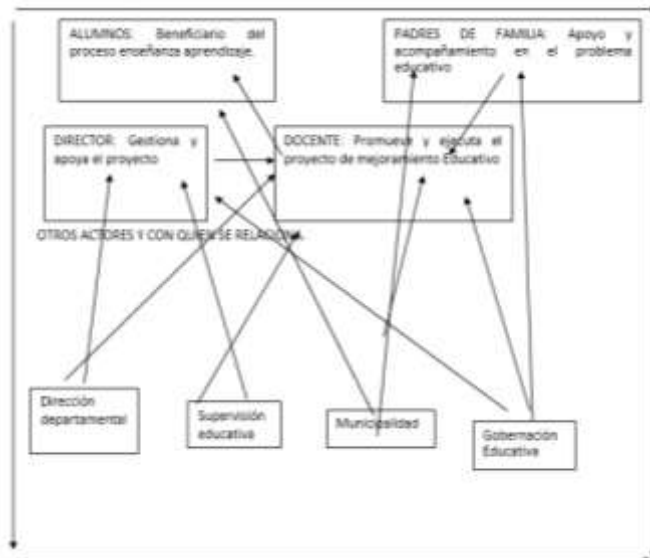 ALUMNOS: Beneficiario del
proceso enseñanza aprendizaje.
PADRES DE FAMILIA: Apoyo y
acompañamiento en el problema
educativo
DIRECTOR: Gestiona y
apoya el proyecto
DOCENTE: Promueve y ejecuta el
proyecto de mejoramiento Educativo
OTROS ACTORES Y CON QUIEN SE RELACIONA
Dirección
departamental
Supervisión
educativa
Municipalidad
Gobernación
Educativa